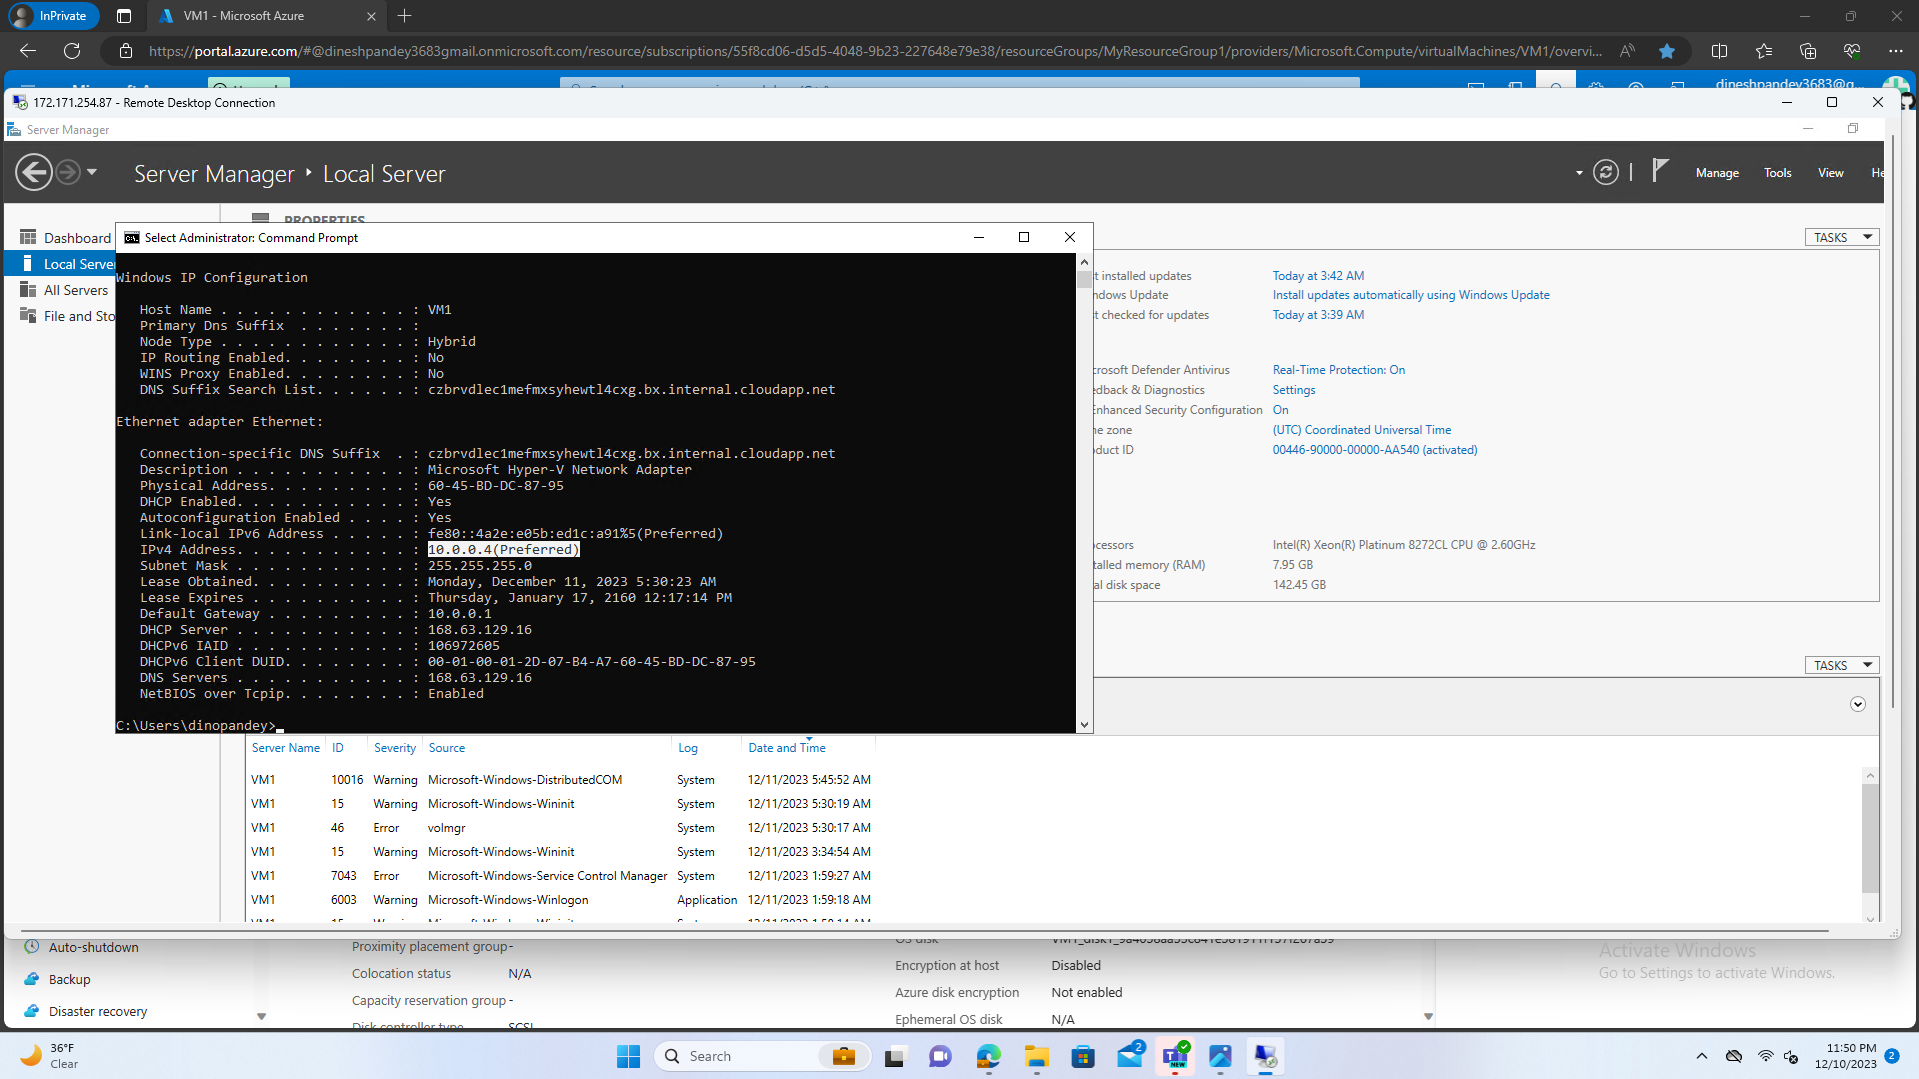 InPrivate
VM1 - Microsoft Azure
https://portal.azure.com/#@dineshpandey3683gmail.onmicrosoft.com/resource/subscriptions/55f8cd06-d5d5-4048-9b23-227648e79e38/resourceGroups/MyResourceGroup1/providers/Microsoft.Compute/virtualMachines/VM1/overvi...
dineshpandey3683@g...
172.171.254.87 - Remote Desktop Connection
Server Manager
Server Manager ‣ Local Server
Manage Tools View He
PROPERTIES
Dashboard
Local Server
All Servers
File and Sto
TASKS
Select Administrator: Command Prompt
Windows IP Configuration
Host Name . . . . . . . . . . . . : VM1
Primary Dns Suffix  . . . . . . . :
Node Type . . . . . . . . . . . . : Hybrid
IP Routing Enabled. . . . . . . . : No
WINS Proxy Enabled. . . . . . . . : No
DNS Suffix Search List. . . . . . : czbrvdlec1mefmxsyhewtl4cxg.bx.internal.cloudapp.net
Ethernet adapter Ethernet:
Connection-specific DNS Suffix  . : czbrvdlec1mefmxsyhewtl4cxg.bx.internal.cloudapp.net
Description . . . . . . . . . . . : Microsoft Hyper-V Network Adapter
Physical Address. . . . . . . . . : 60-45-BD-DC-87-95
DHCP Enabled. . . . . . . . . . . : Yes
Autoconfiguration Enabled . . . . : Yes
Link-local IPv6 Address . . . . . : fe80::4a2e:e05b:ed1c:a91%5(Preferred)
IPv4 Address. . . . . . . . . . . : 10.0.0.4(Preferred)
Subnet Mask . . . . . . . . . . . : 255.255.255.0
Lease Obtained. . . . . . . . . . : Monday, December 11, 2023 5:30:23 AM
Lease Expires . . . . . . . . . . : Thursday, January 17, 2160 12:17:14 PM
Default Gateway . . . . . . . . . : 10.0.0.1
DHCP Server . . . . . . . . . . . : 168.63.129.16
DHCPv6 IAID . . . . . . . . . . . : 106972605
DHCPv6 Client DUID. . . . . . . . : 00-01-00-01-2D-07-B4-A7-60-45-BD-DC-87-95
DNS Servers . . . . . . . . . . . : 168.63.129.16
NetBIOS over Tcpip. . . . . . . . : Enabled
C:\Users\dinopandey>
t installed updates Today at 3:42 AM
ndows Update Install updates automatically using Windows Update
t checked for updates Today at 3:39 AM
crosoft Defender Antivirus Real-Time Protection: On
edback & Diagnostics Settings
Enhanced Security Configuration On
ne zone (UTC) Coordinated Universal Time
duct ID 00446-90000-00000-AA540 (activated)
cessors Intel(R) Xeon(R) Platinum 8272CL CPU @ 2.60GHz
talled memory (RAM) 7.95 GB
al disk space 142.45 GB
TASKS
Server Name ID Severity Source Log Date and Time
VM1 10016 Warning Microsoft-Windows-DistributedCOM System 12/11/2023 5:45:52 AM
VM1 15 Warning Microsoft-Windows-Wininit System 12/11/2023 5:30:19 AM
VM1 46 Error volmgr System 12/11/2023 5:30:17 AM
VM1 15 Warning Microsoft-Windows-Wininit System 12/11/2023 3:34:54 AM
VM1 7043 Error Microsoft-Windows-Service Control Manager System 12/11/2023 1:59:27 AM
VM1 6003 Warning Microsoft-Windows-Winlogon Application 12/11/2023 1:59:18 AM
Auto-shutdown
Backup
Disaster recovery
Proximity placement group -
Colocation status N/A
Capacity reservation group -
Disk controller type SCSI
OS disk
Encryption at host Disabled
Azure disk encryption Not enabled
Ephemeral OS disk N/A
Activate Windows
Go to Settings to activate Windows.
36°F
Clear
Search
2
NEW
11:50 PM
12/10/2023
2